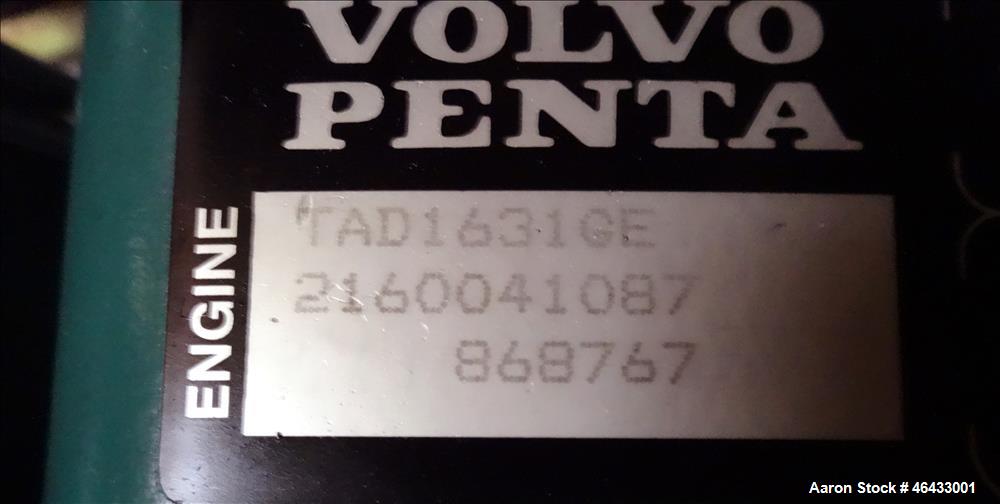 VOLVO
PENTA
ENGINE
TAD1631GE
2160041087
868767
Aaron Stock # 46433001